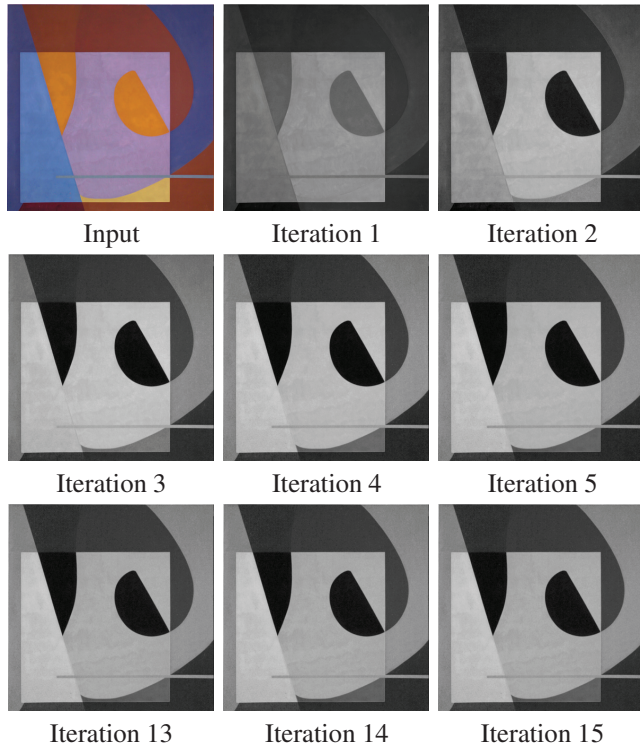 Input
Iteration 1
Iteration 2
Iteration 3
Iteration 4
Iteration 5
Iteration 13
Iteration 14
Iteration 15